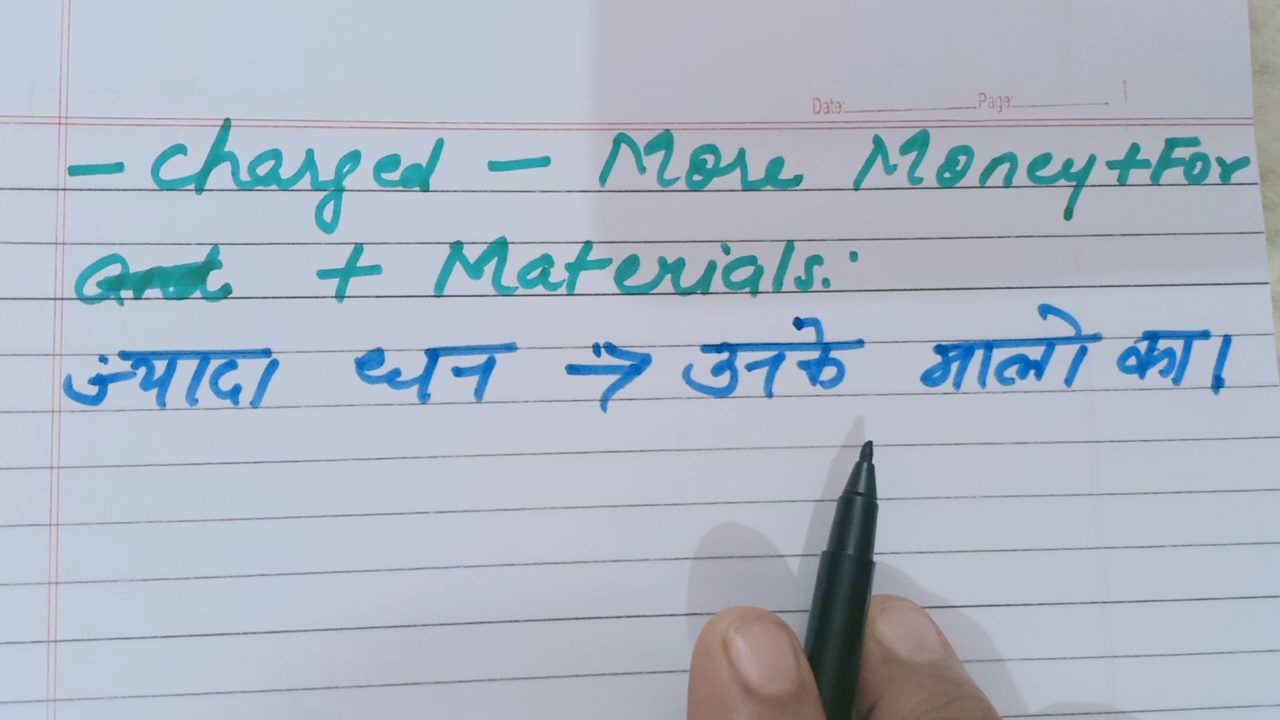 Date: Page:
- Charged - More Money + For
+ Materials.
ज्यादा धन → उनके मालो का।